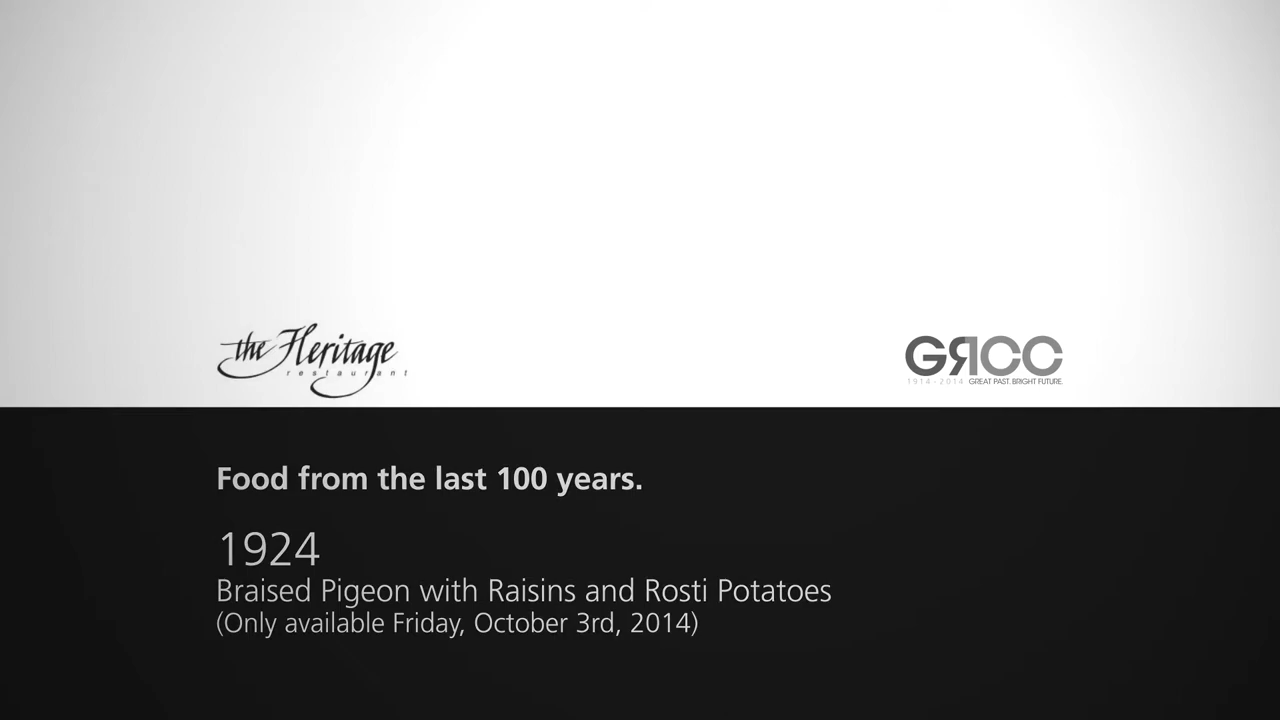 the Heritage
restaurant
GRCC
1914 - 2014 GREAT PAST. BRIGHT FUTURE.
Food from the last 100 years.
1924
Braised Pigeon with Raisins and Rosti Potatoes
(Only available Friday, October 3rd, 2014)